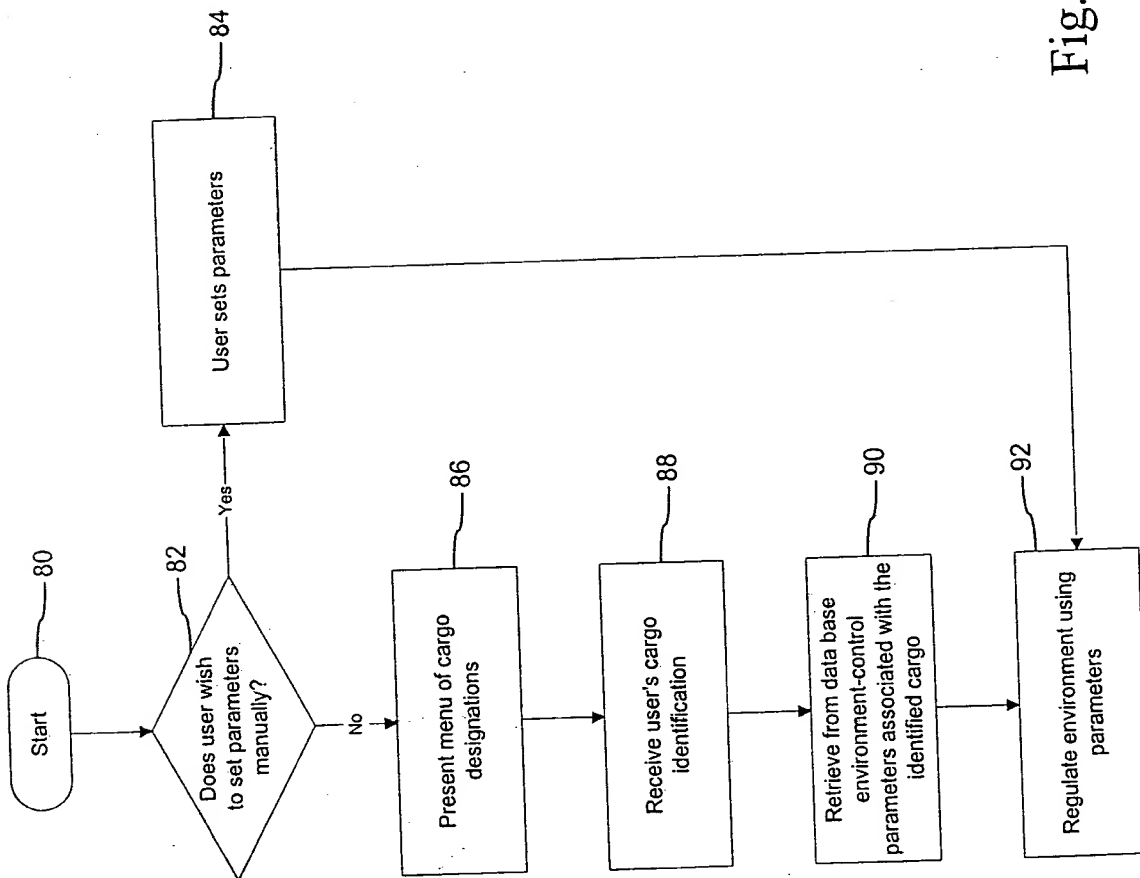 Start
80
Does user wish
to set parameters
manually?
82
Yes
User sets parameters
84
No
Present menu of cargo
designations
86
Receive user's cargo
identification
88
Retrieve from data base
environment-control
parameters associated with the
identified cargo
90
Regulate environment using
parameters
92
Fig.